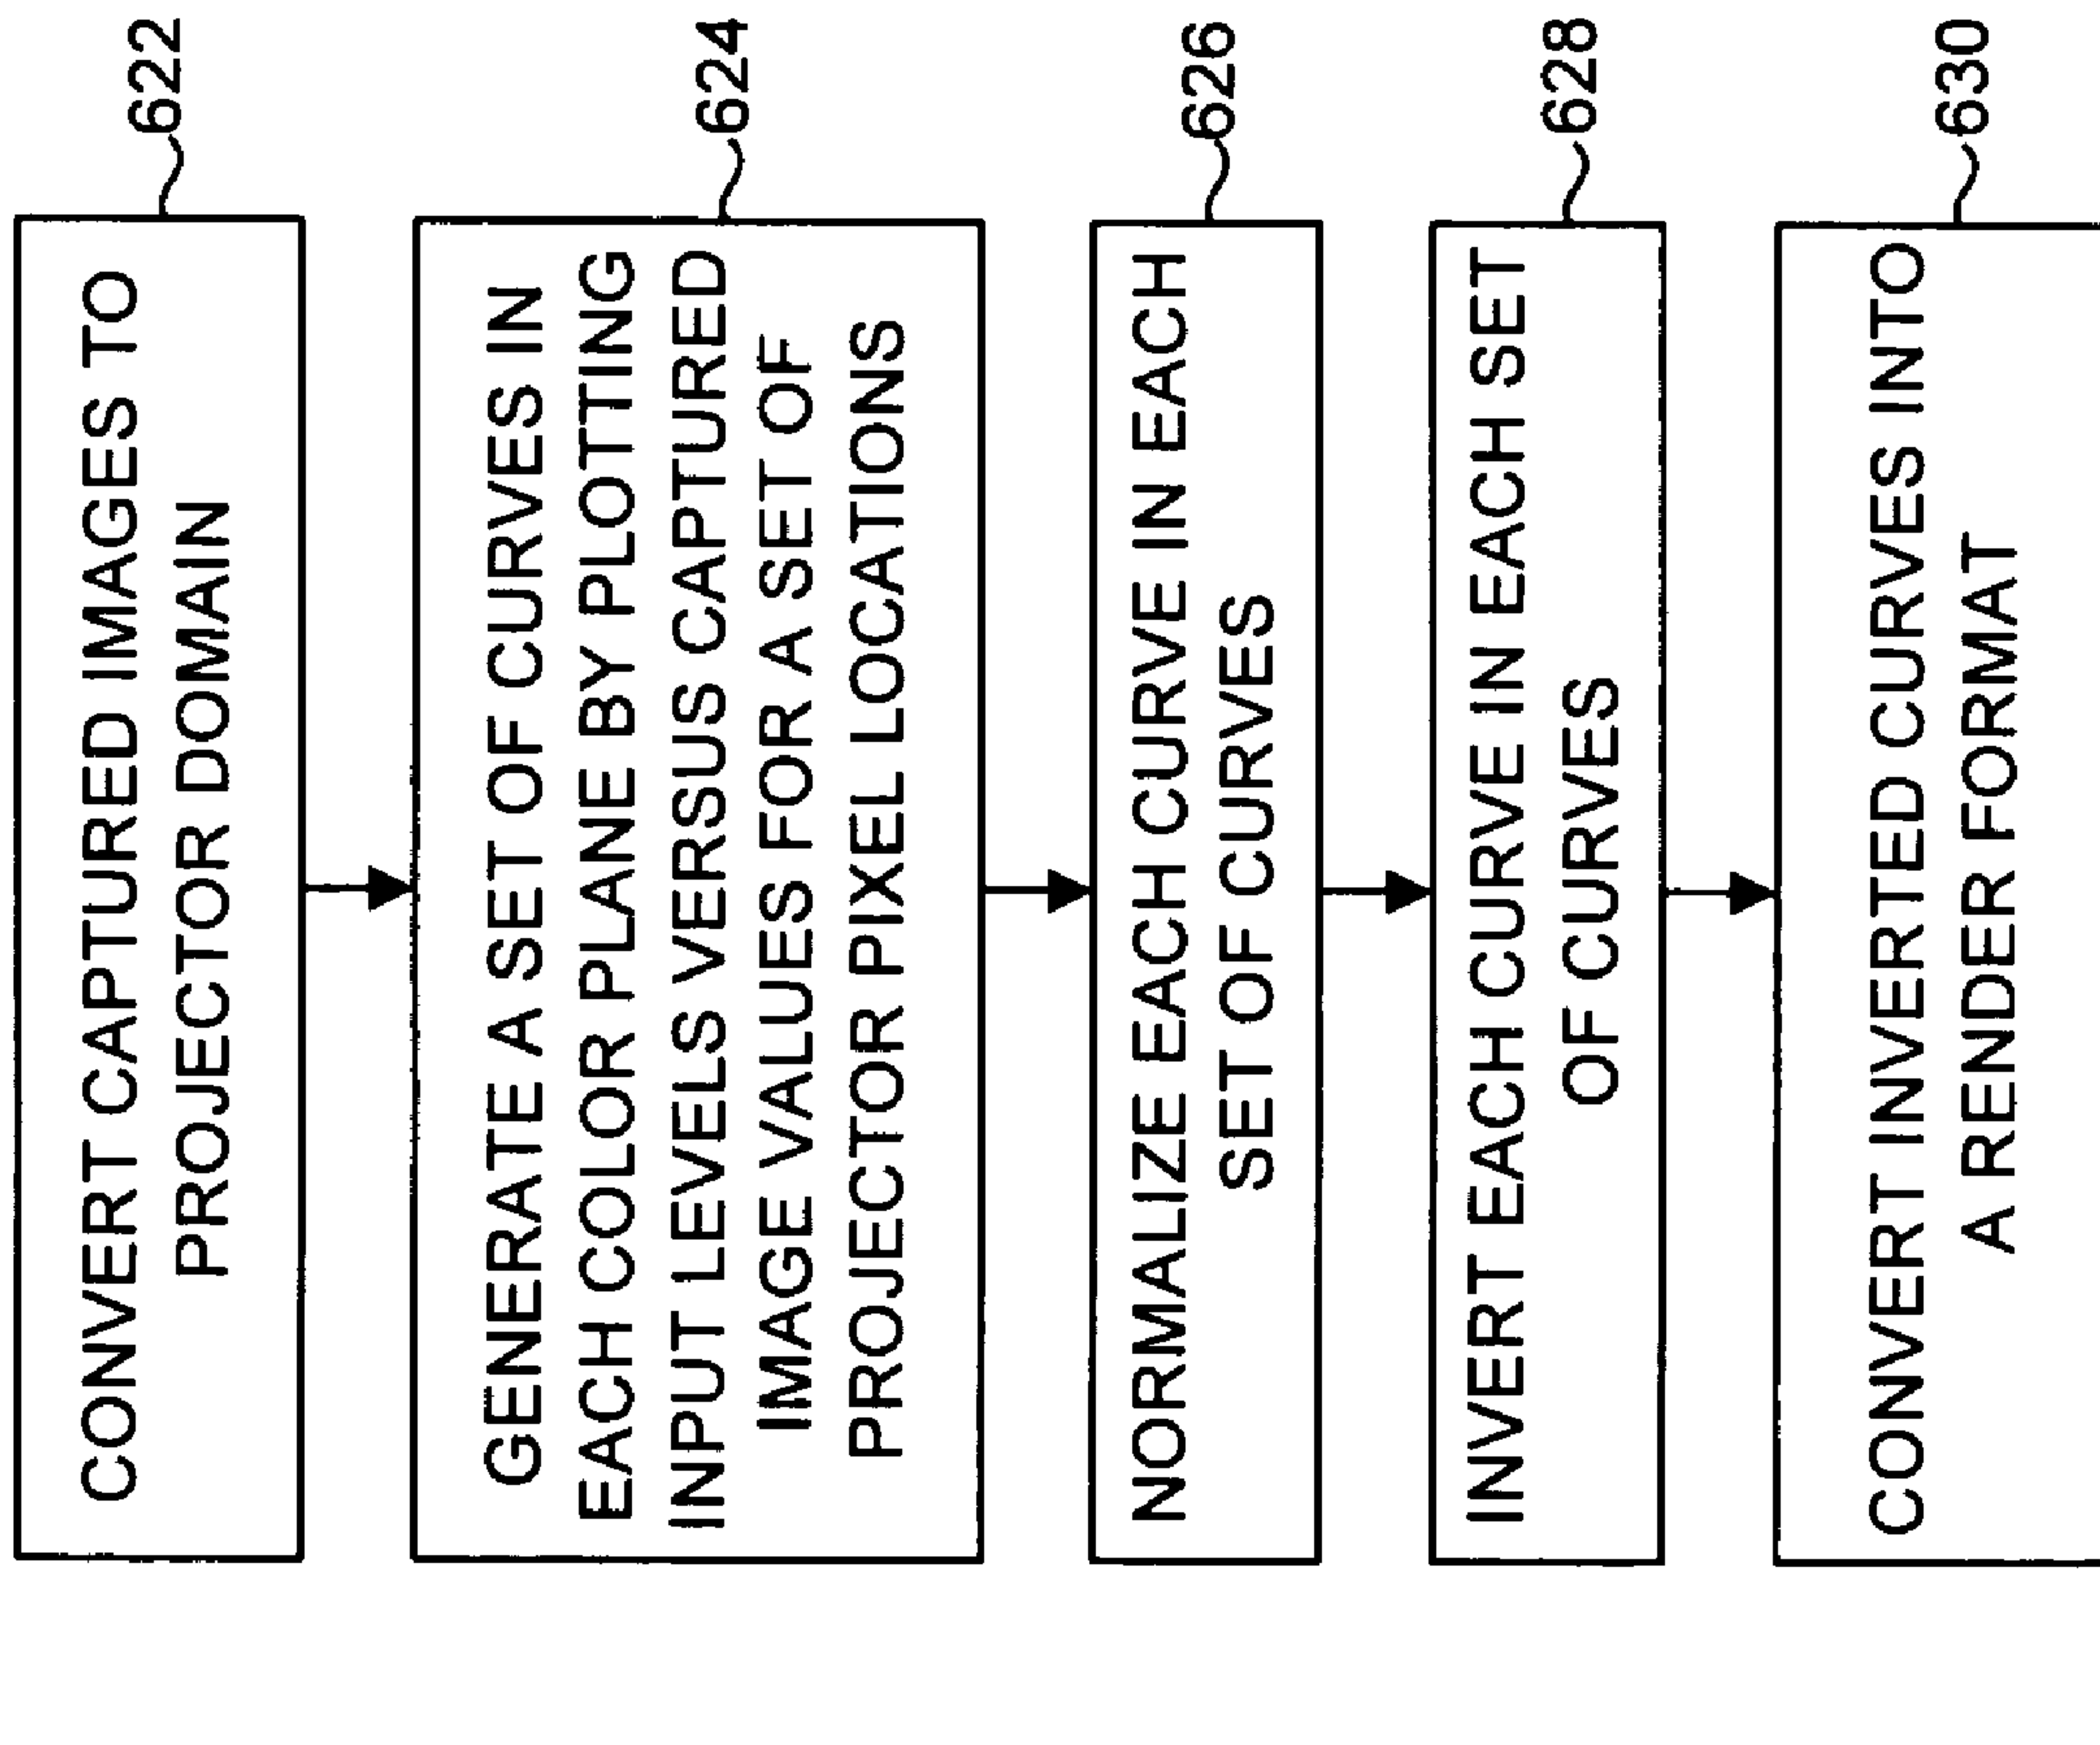 CONVERT CAPTURED IMAGES TO
PROJECTOR DOMAIN
622
GENERATE A SET OF CURVES IN
EACH COLOR PLANE BY PLOTTING
INPUT LEVELS VERSUS CAPTURED
IMAGE VALUES FOR A SET OF
PROJECTOR PIXEL LOCATIONS
624
NORMALIZE EACH CURVE IN EACH
SET OF CURVES
626
INVERT EACH CURVE IN EACH SET
OF CURVES
628
CONVERT INVERTED CURVES INTO
A RENDER FORMAT
630